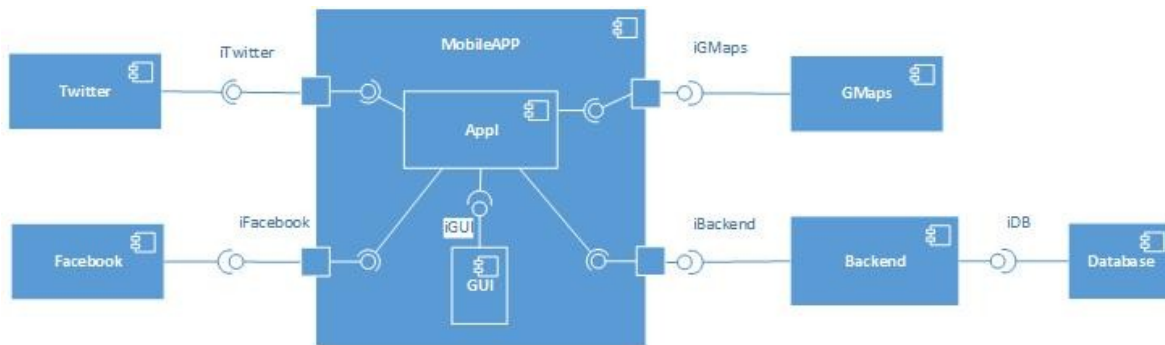 MobileAPP
iTwitter
iGMaps
Twitter
GMaps
Appl
iFacebook
iGUI
iBackend
iDB
Facebook
Backend
Database
GUI